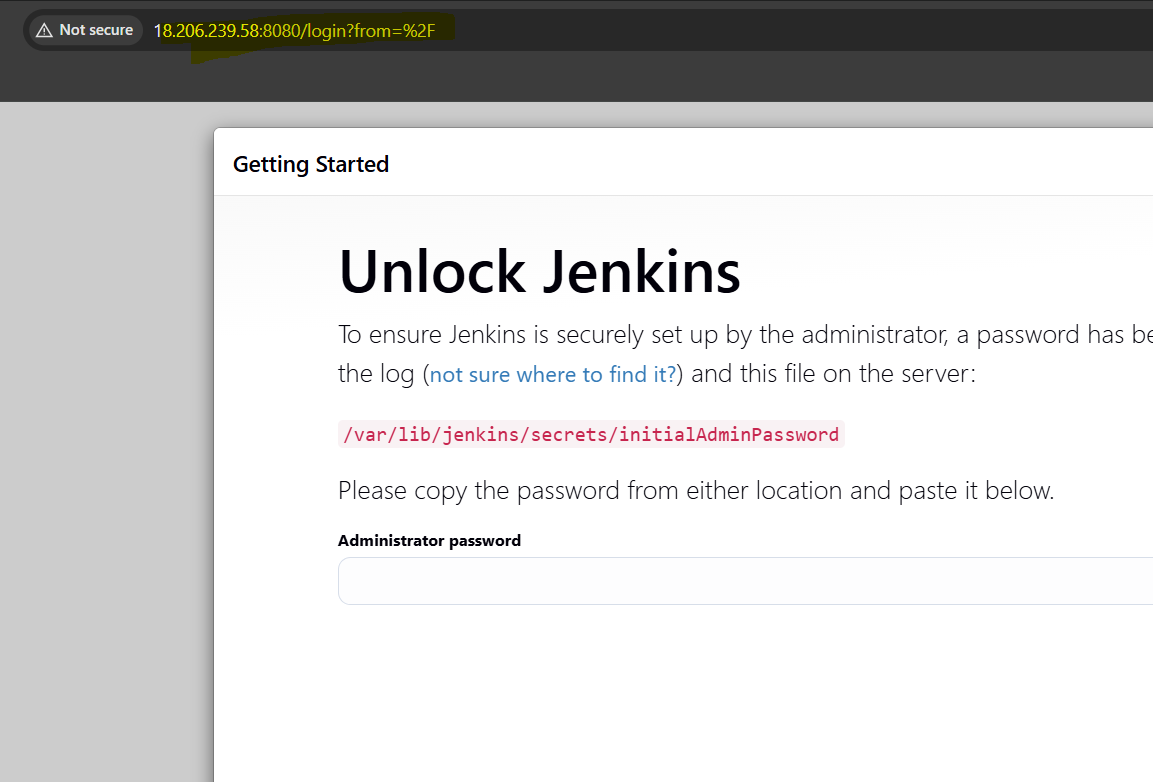 Not secure 18.206.239.58:8080/login?from=%2F
Getting Started
Unlock Jenkins
To ensure Jenkins is securely set up by the administrator, a password has
the log (not sure where to find it?) and this file on the server:
/var/lib/jenkins/secrets/initialAdminPassword
Please copy the password from either location and paste it below.
Administrator password